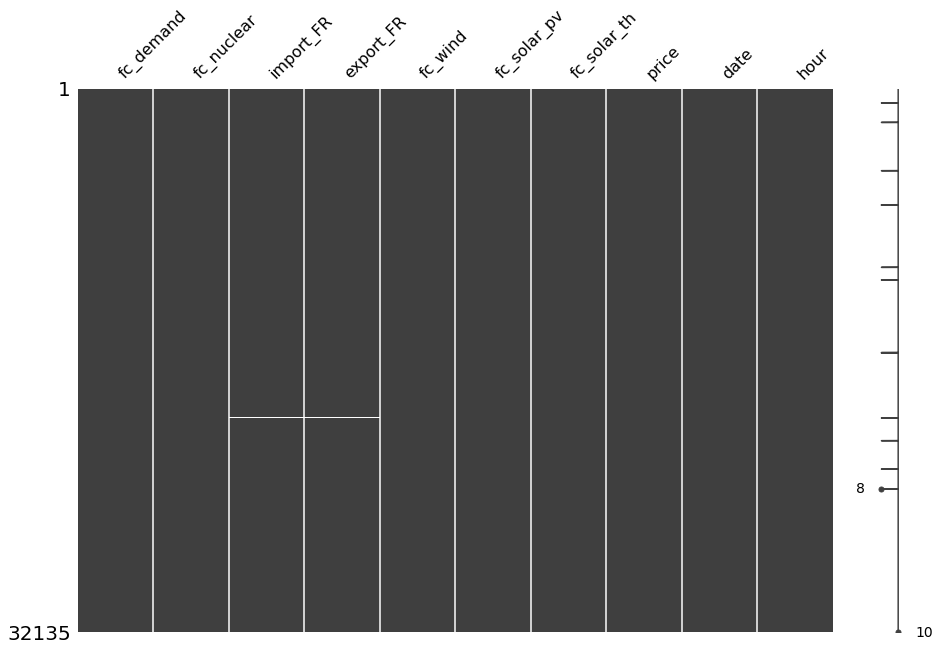 fc_demand
fc_nuclear
import_FR
export_FR
fc_wind
fc_solar_pv
fc_solar_th
price
date
hour
1
8
32135
10